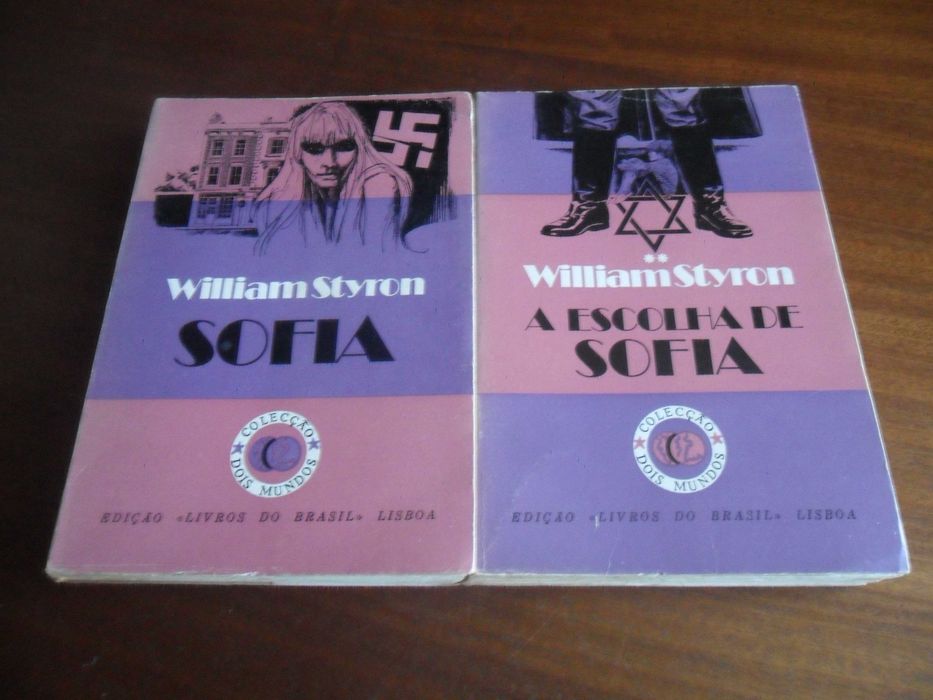 William Styron
SOFIA
COLECÇÃO
DOIS MUNDOS
EDIÇÃO «LIVROS DO BRASIL» LISBOA
**
William Styron
A ESCOLHA DE
SOFIA
COLECÇÃO
DOIS MUNDOS
EDIÇÃO «LIVROS DO BRASIL» LISBOA